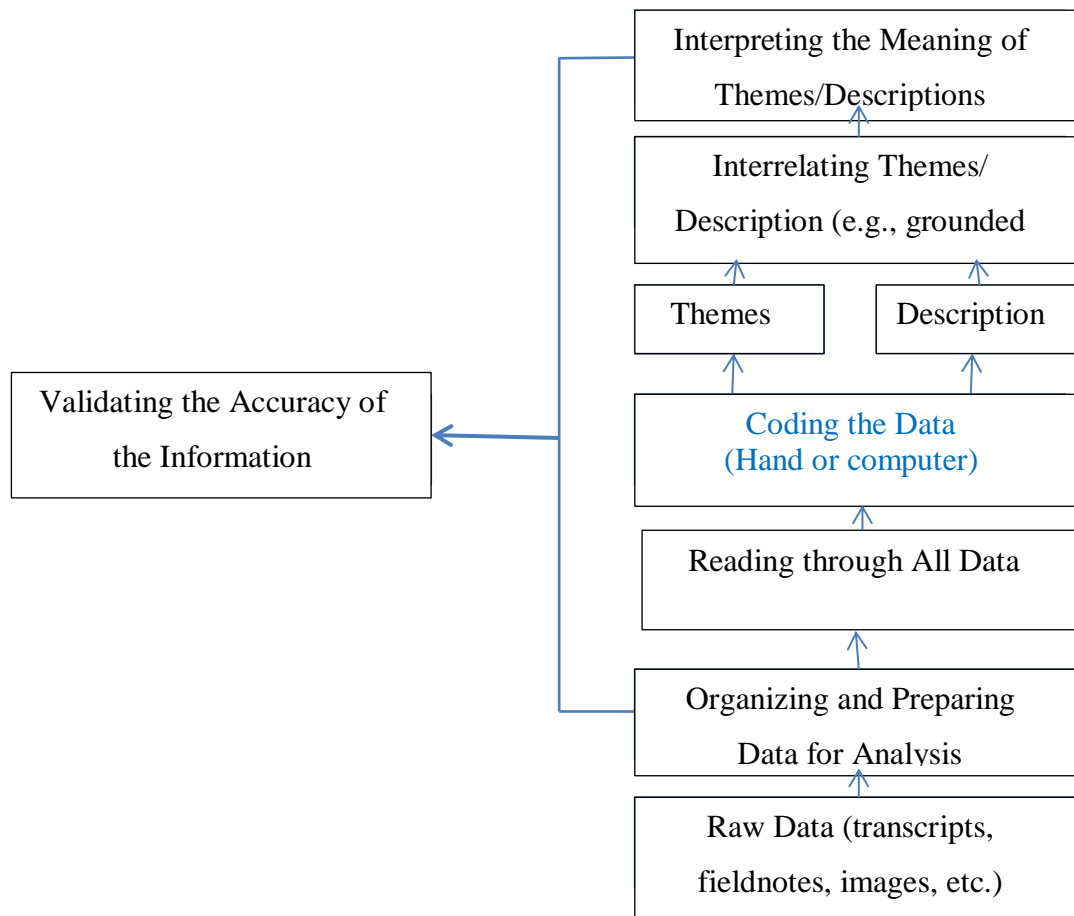 Interpreting the Meaning of
Themes/Descriptions
Interrelating Themes/
Description (e.g., grounded
Themes
Description
Validating the Accuracy of
the Information
Coding the Data
(Hand or computer)
Reading through All Data
Organizing and Preparing
Data for Analysis
Raw Data (transcripts,
fieldnotes, images, etc.)